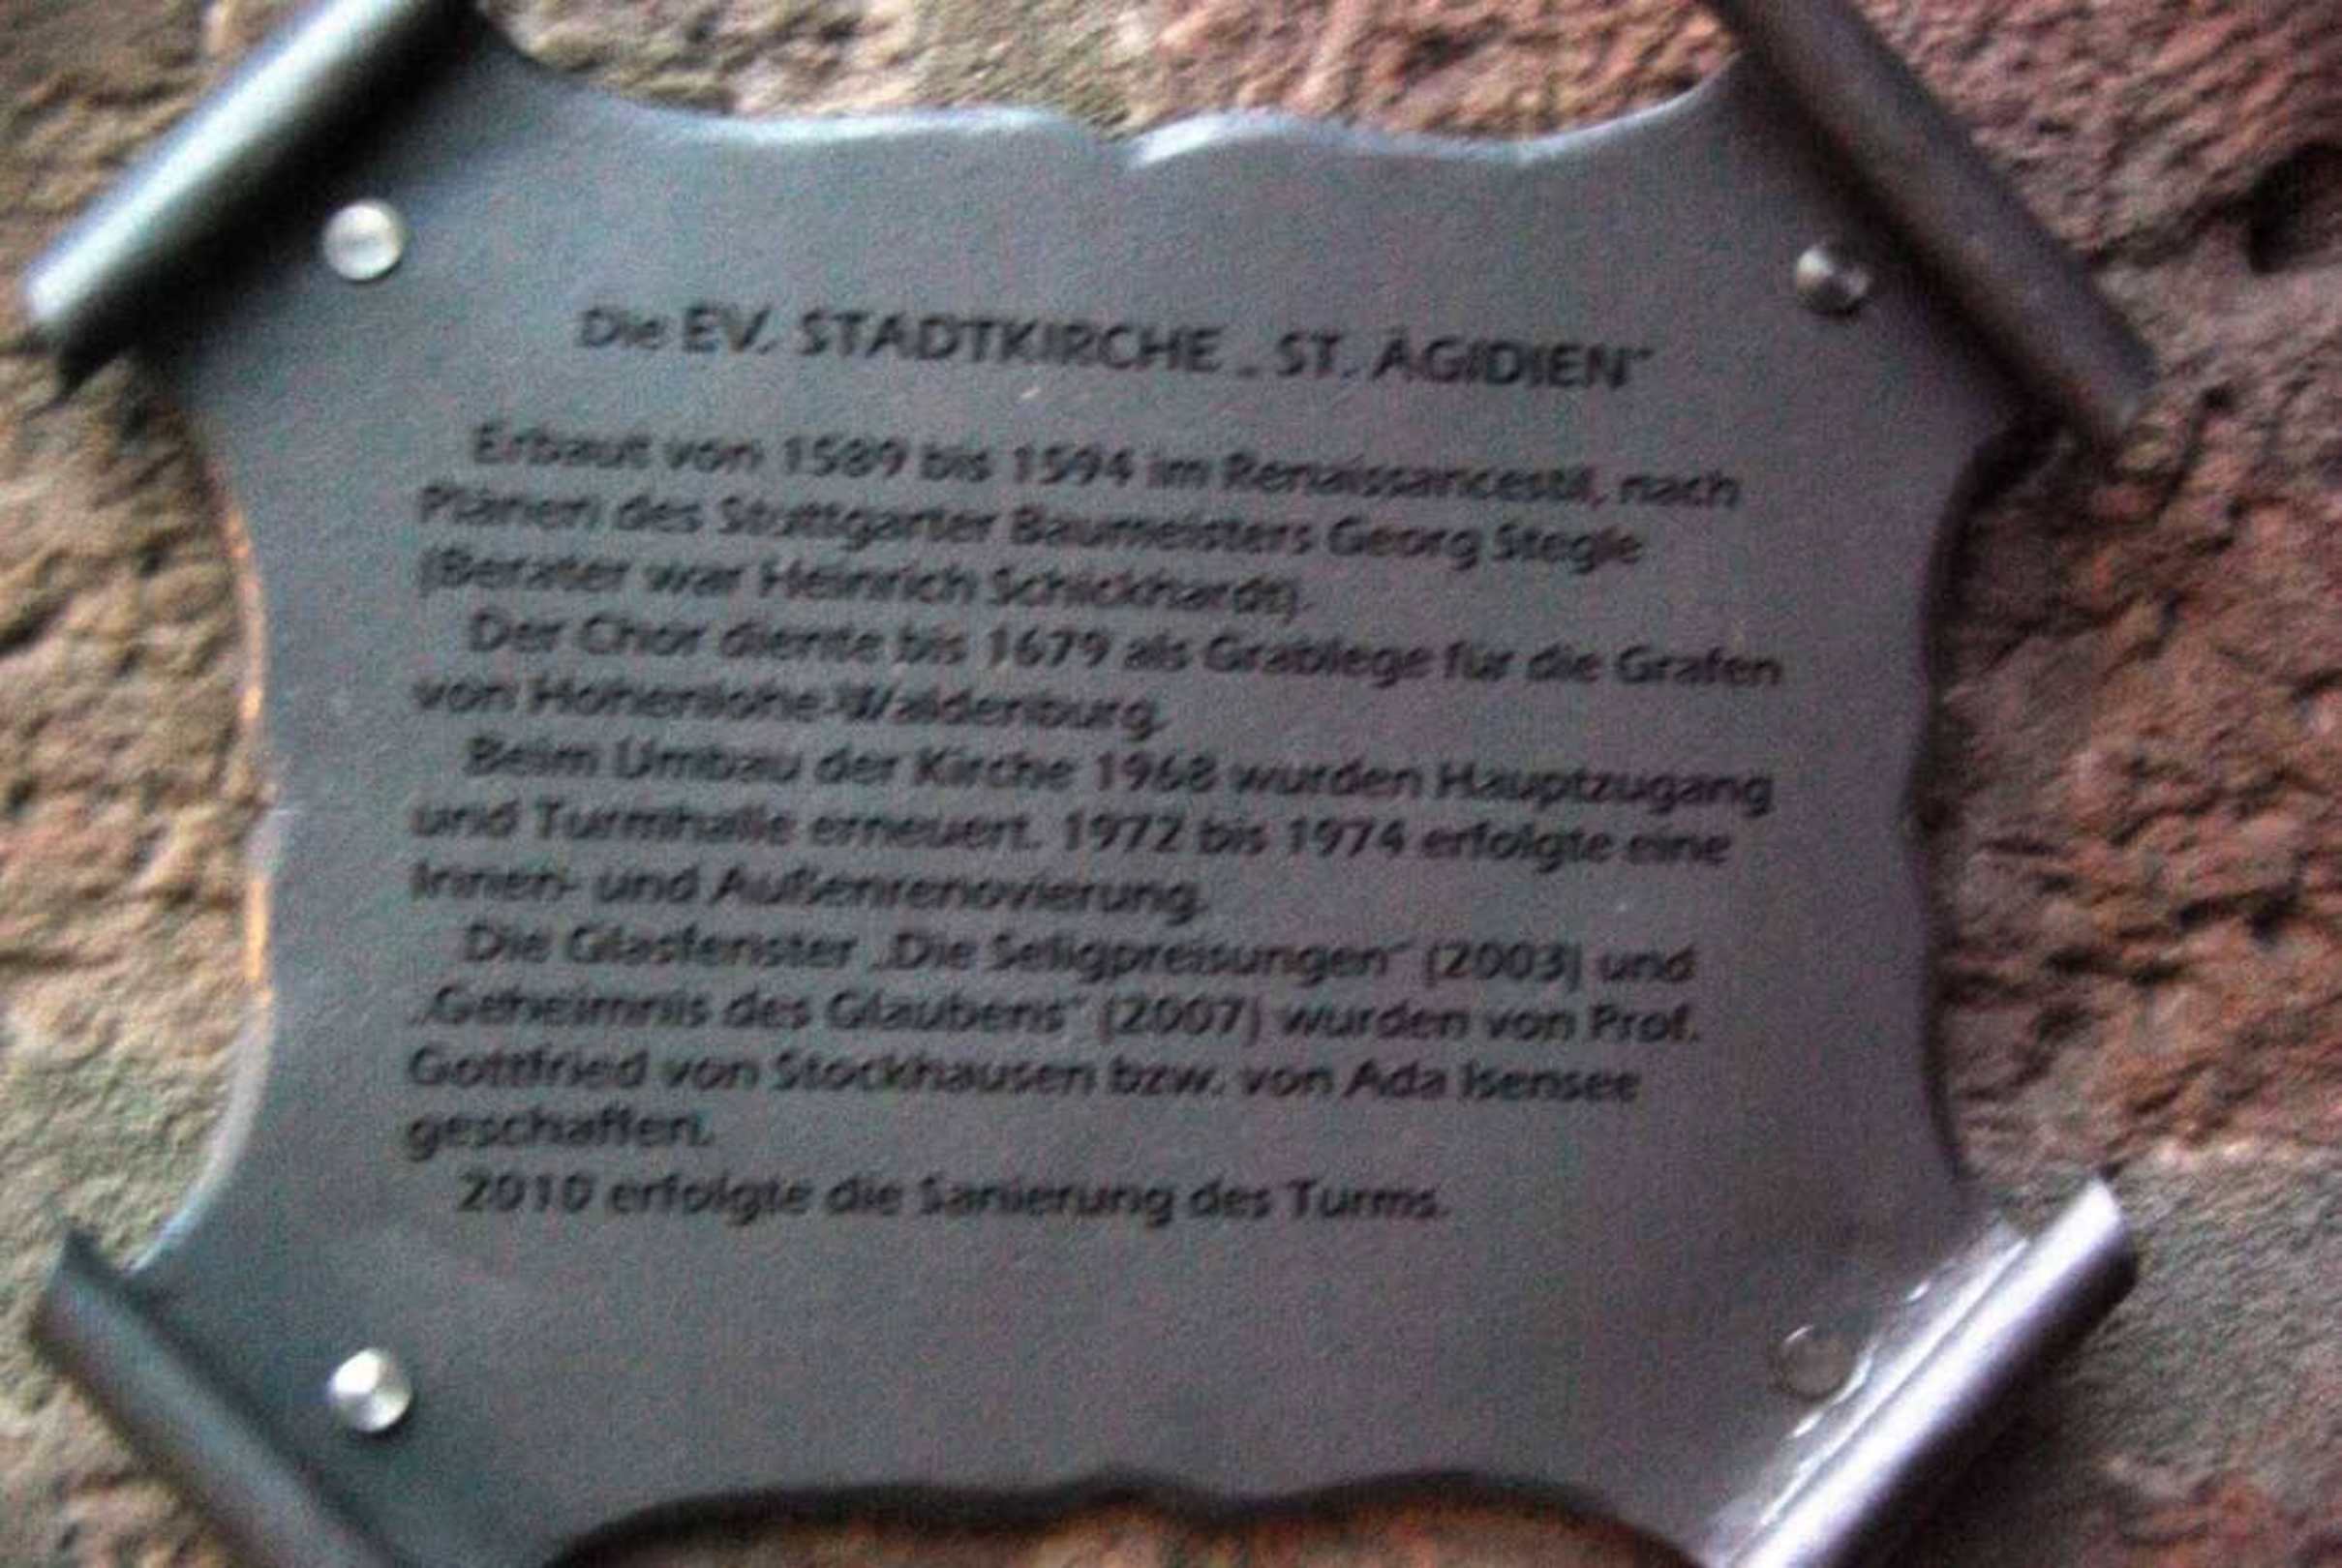 Die EV. STADTKIRCHE „ST. ÄGIDIEN“
Erbaut von 1589 bis 1594 im Renaissancestil, nach
Plänen des Stuttgarter Baumeisters Georg Stegle
(Berater war Heinrich Schickhardt).
Der Chor diente bis 1679 als Grablege für die Grafen
von Hohenlohe-Waldenburg.
Beim Umbau der Kirche 1968 wurden Hauptzugang
und Turmhalle erneuert. 1972 bis 1974 erfolgte eine
Innen- und Außenrenovierung.
Die Glasfenster „Die Seligpreisungen“ (2003) und
„Geheimnis des Glaubens“ (2007) wurden von Prof.
Gottfried von Stockhausen bzw. von Ada Isensee
geschaffen.
2010 erfolgte die Sanierung des Turms.